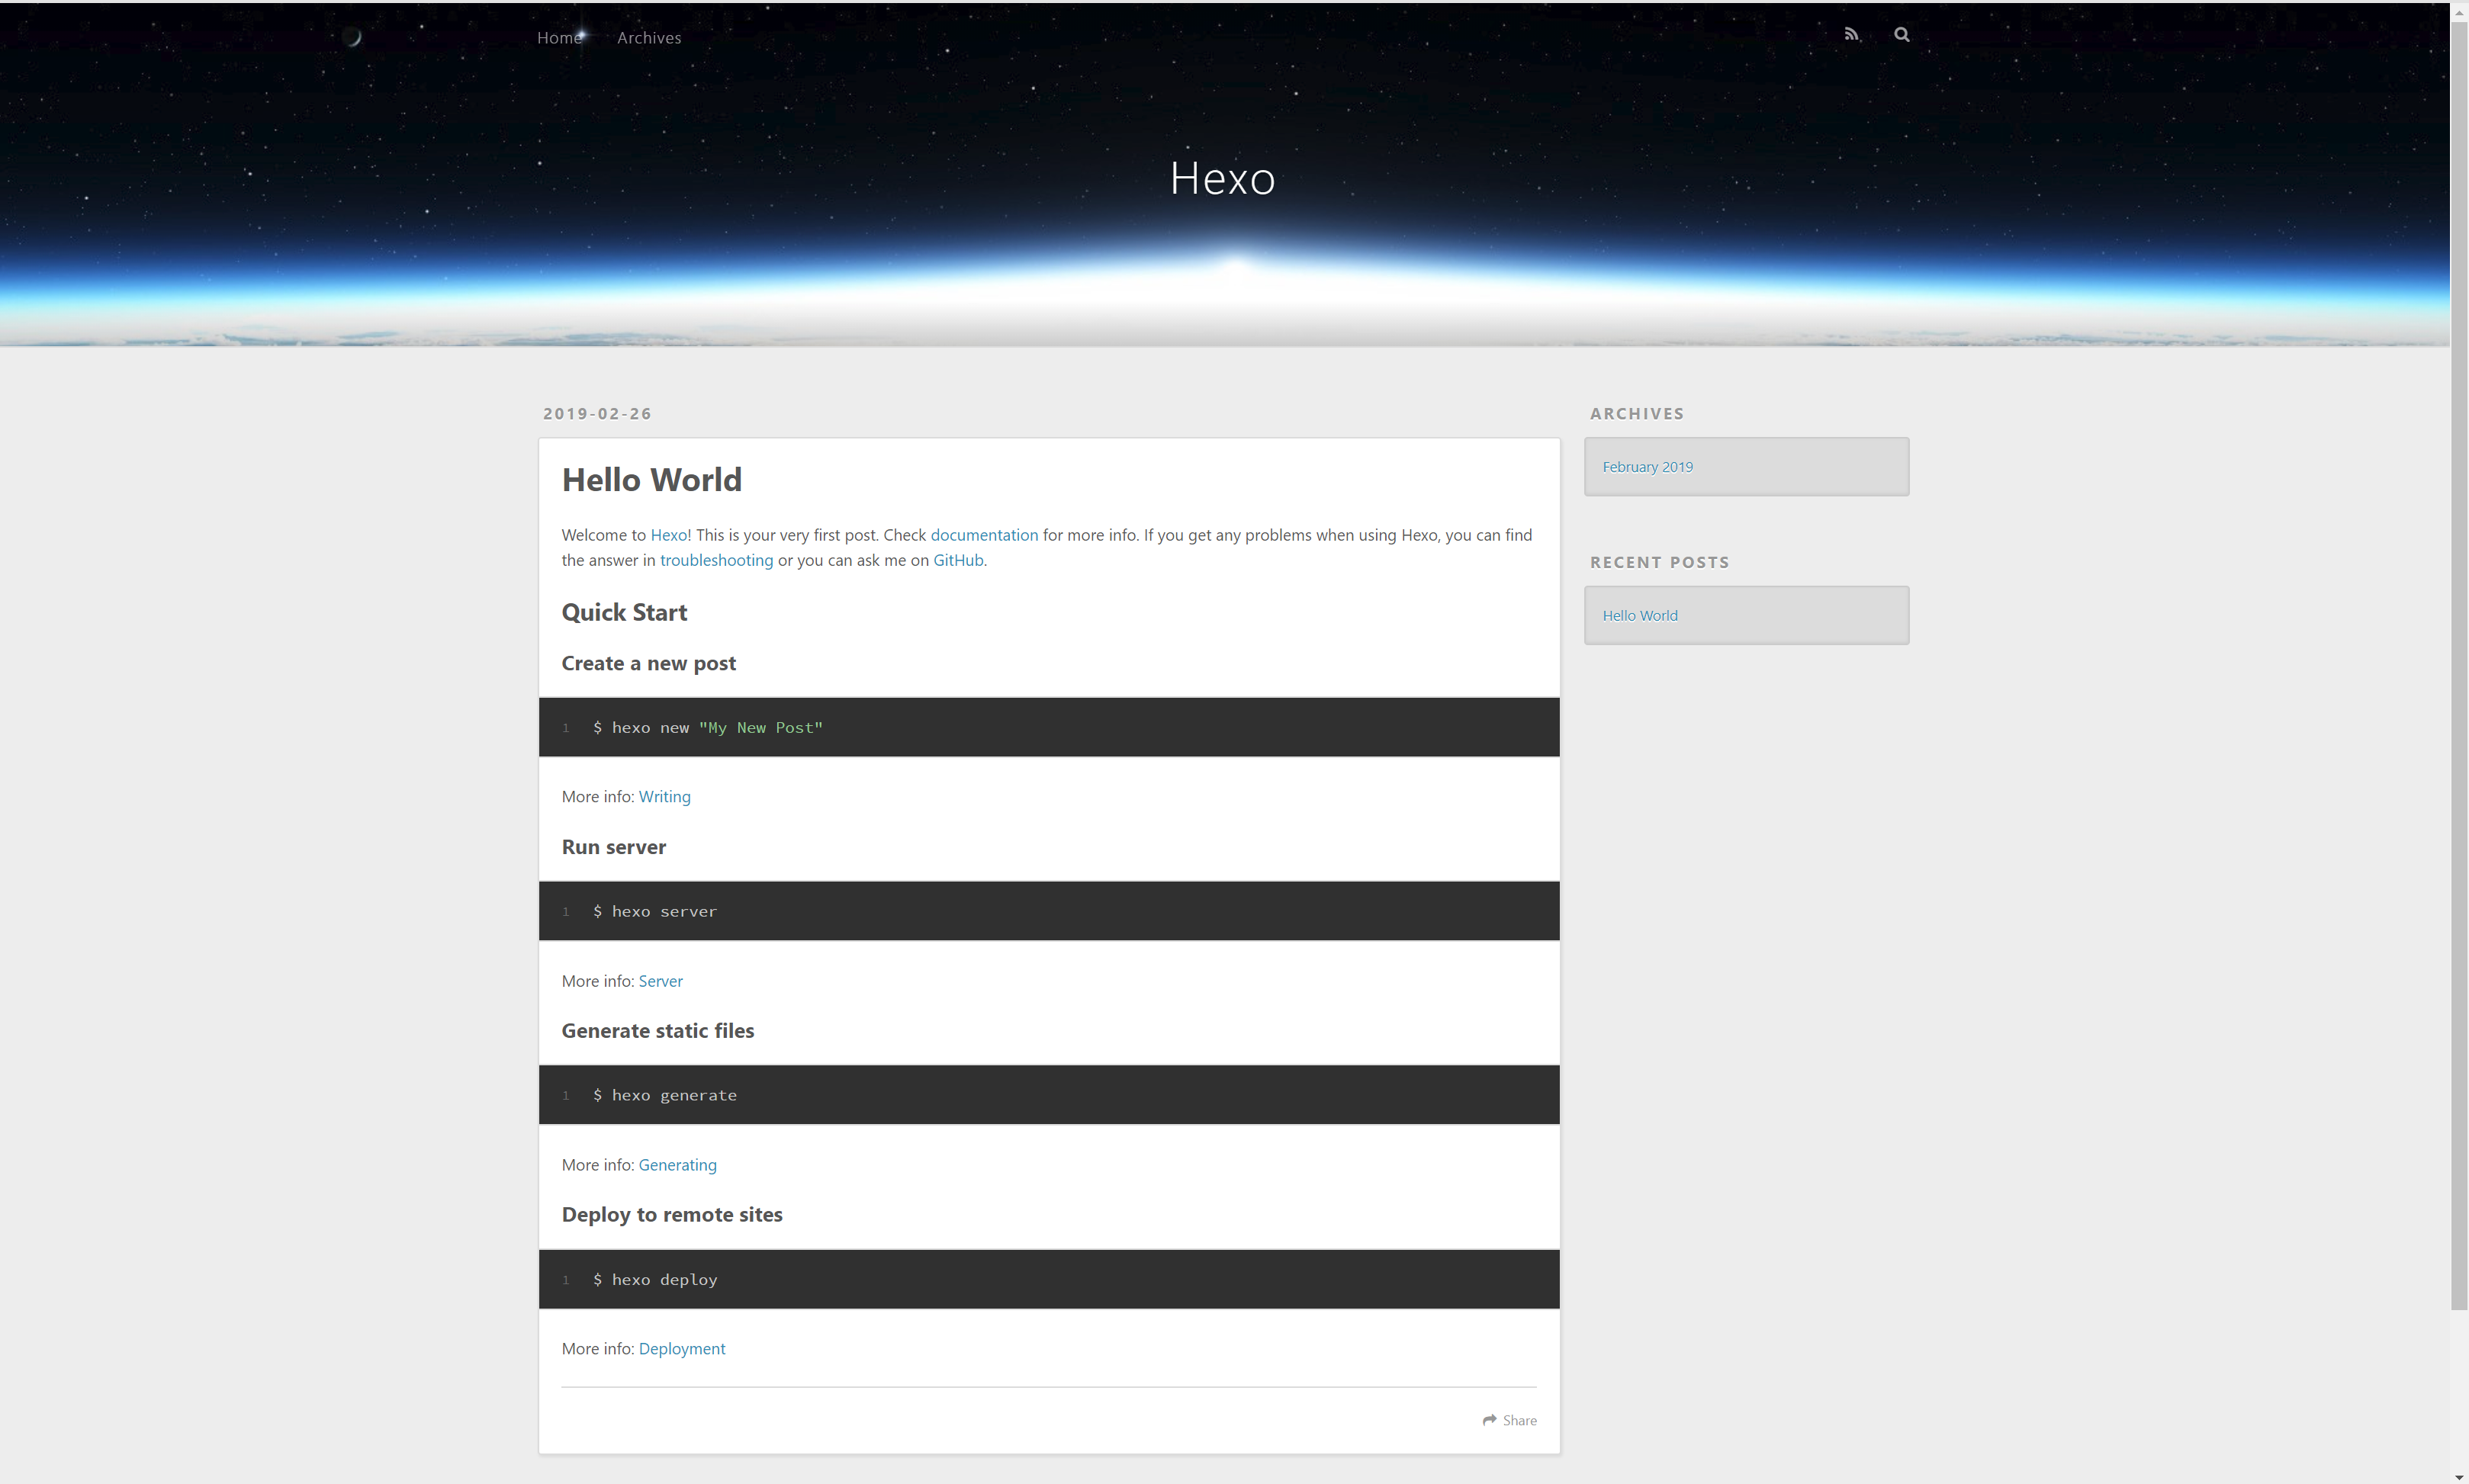 Home Archives
Hexo
2019-02-26
Hello World
Welcome to Hexo! This is your very first post. Check documentation for more info. If you get any problems when using Hexo, you can find
the answer in troubleshooting or you can ask me on GitHub.
Quick Start
Create a new post
1 $ hexo new "My New Post"
More info: Writing
Run server
1 $ hexo server
More info: Server
Generate static files
1 $ hexo generate
More info: Generating
Deploy to remote sites
1 $ hexo deploy
More info: Deployment
Share
ARCHIVES
February 2019
RECENT POSTS
Hello World